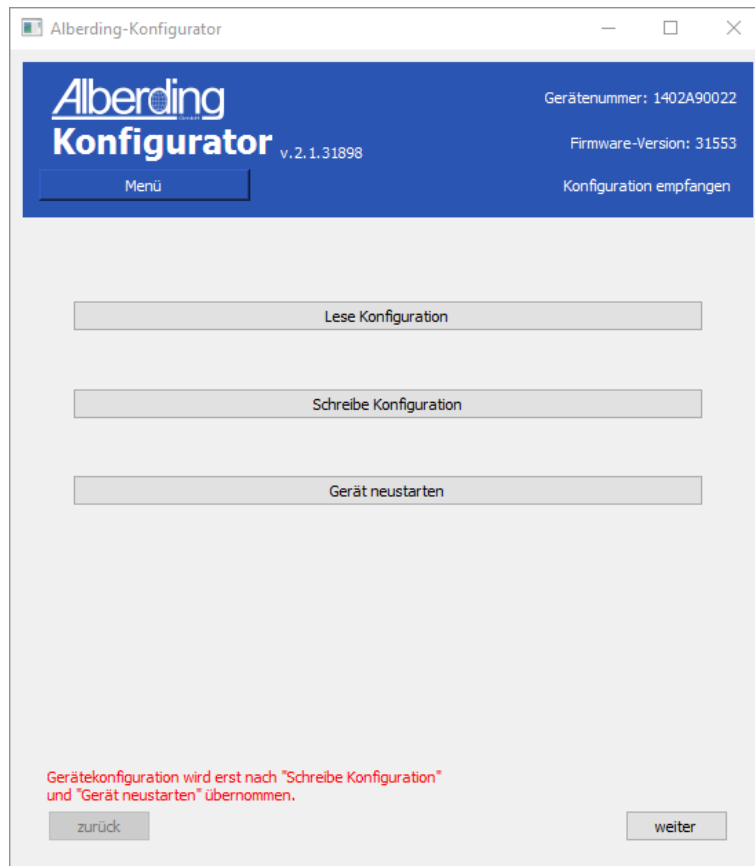 Alberding-Konfigurator
Alberding
Konfigurator v.2.1.31898
Menü
Gerätenummer: 1402A90022
Firmware-Version: 31553
Konfiguration empfangen
Lese Konfiguration
Schreibe Konfiguration
Gerät neustarten
Gerätekonfiguration wird erst nach "Schreibe Konfiguration"
und "Gerät neustarten" übernommen.
zurück
weiter